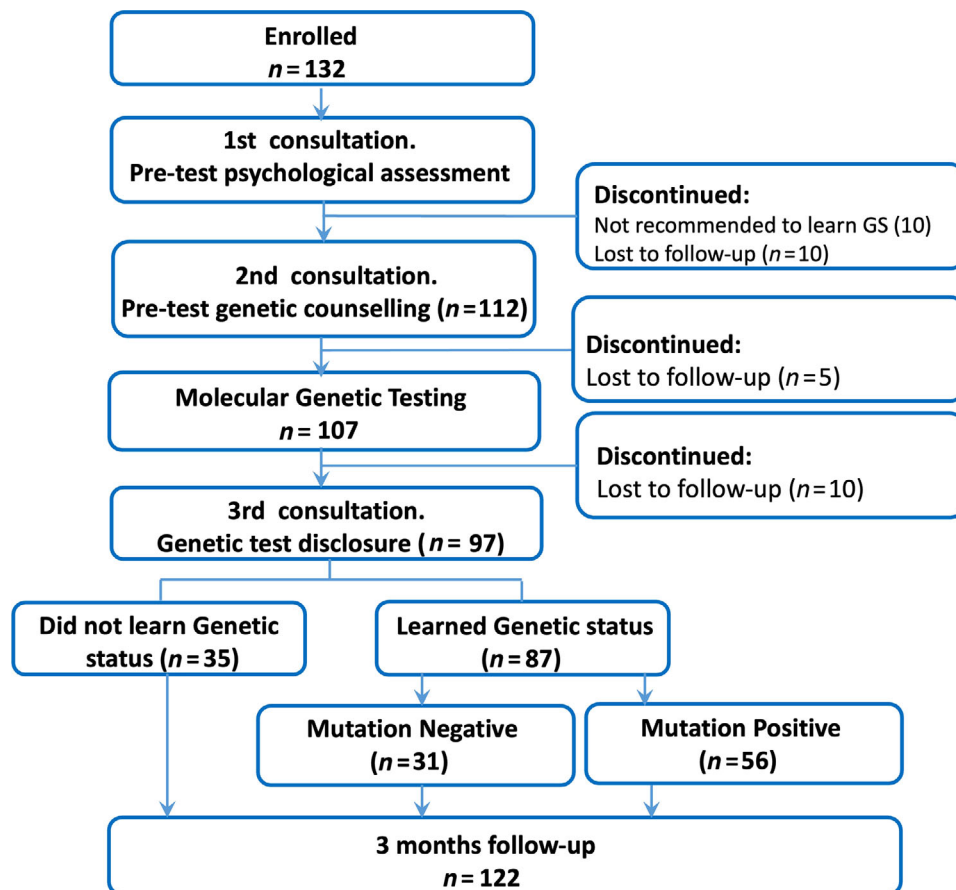 Enrolled
n = 132
1st consultation.
Pre-test psychological assessment
Discontinued:
Not recommended to learn GS (10)
Lost to follow-up (n = 10)
2nd consultation.
Pre-test genetic counselling (n = 112)
Discontinued:
Lost to follow-up (n = 5)
Molecular Genetic Testing
n = 107
Discontinued:
Lost to follow-up (n = 10)
3rd consultation.
Genetic test disclosure (n = 97)
Did not learn Genetic
status (n = 35)
Learned Genetic status
(n = 87)
Mutation Negative
(n = 31)
Mutation Positive
(n = 56)
3 months follow-up
n = 122